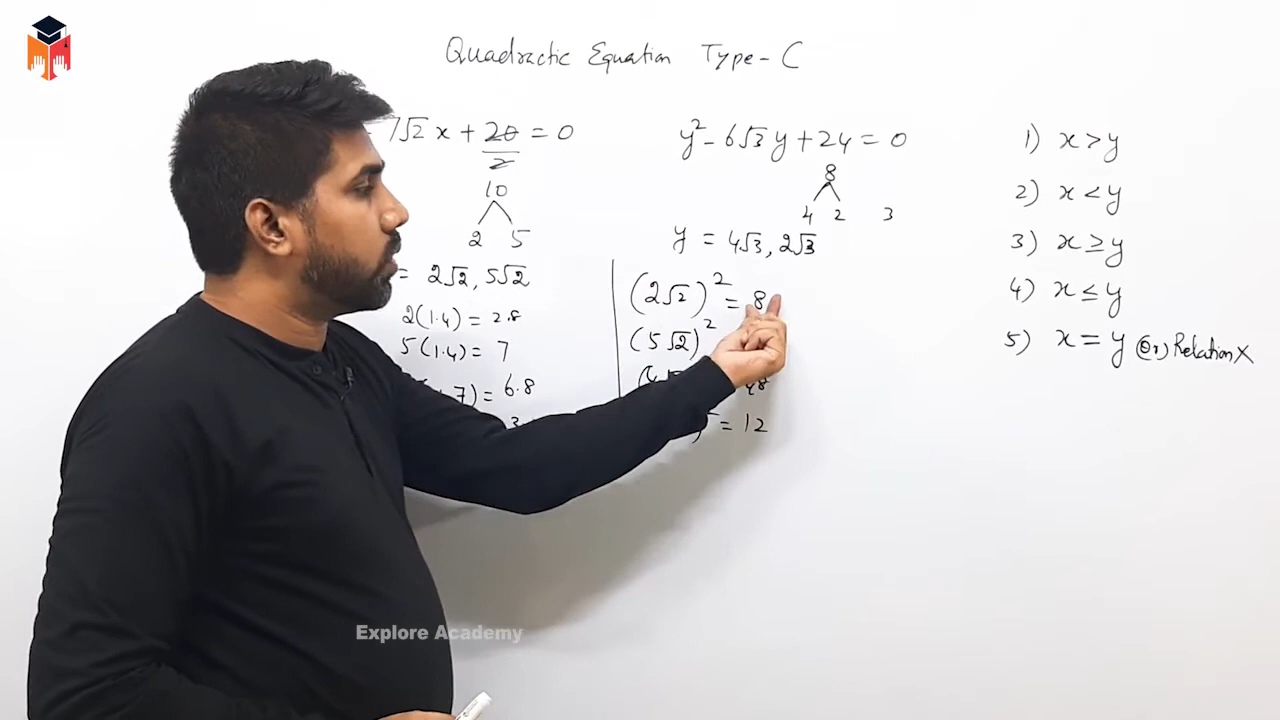 Quadractic Equation Type - C
7√2 x + 20/2 = 0
10
2 5
= 2√2, 5√2
2(1.4) = 2.8
5(1.4) = 7
7) = 6.8
3.
y² - 6√3 y + 24 = 0
8
4 2 3
y = 4√3, 2√3
(2√2)² = 8
(5√2)²
48
= 12
1) x > y
2) x < y
3) x ≥ y
4) x ≤ y
5) x = y (Or) Relation X
Explore Academy